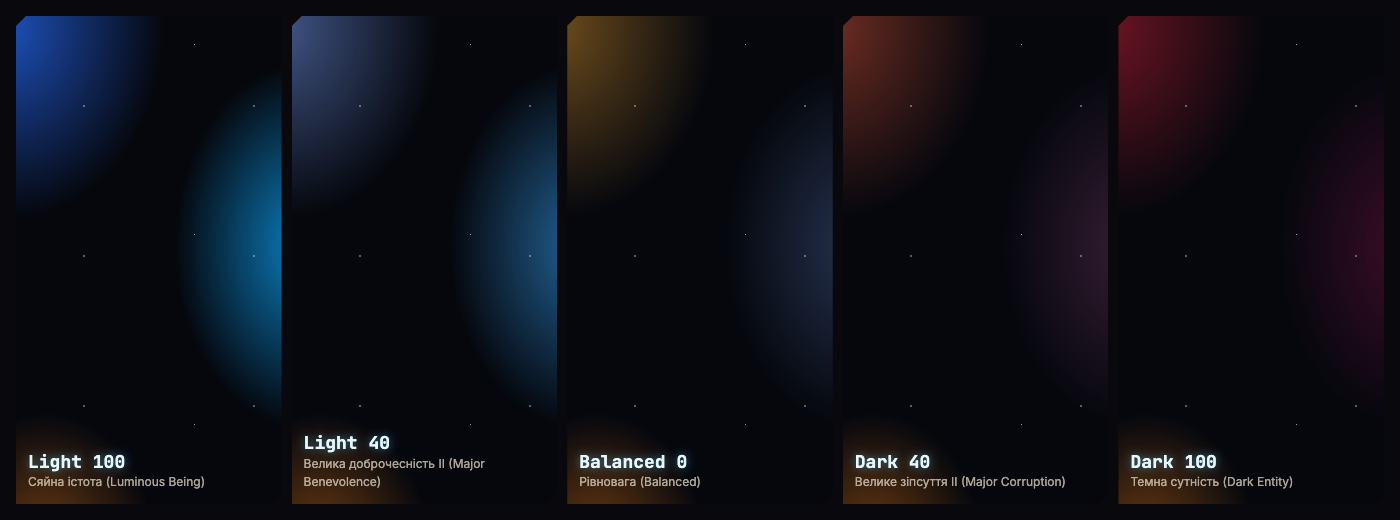 Light 100
Сяйна істота (Luminous Being)
Light 40
Велика доброчесність II (Major
Benevolence)
Balanced 0
Рівновага (Balanced)
Dark 40
Велике зіпсуття II (Major Corruption)
Dark 100
Темна сутність (Dark Entity)